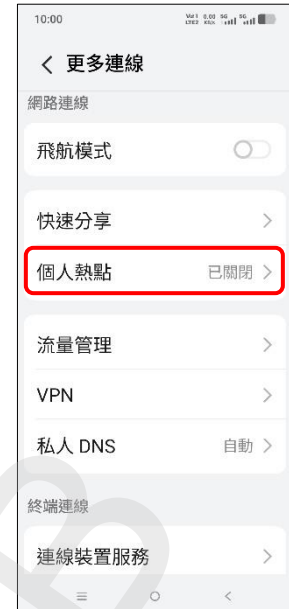 10:00
更多連線
網路連線
飛航模式
快速分享
個人熱點 已關閉
流量管理
VPN
私人 DNS 自動
終端連線
連線裝置服務